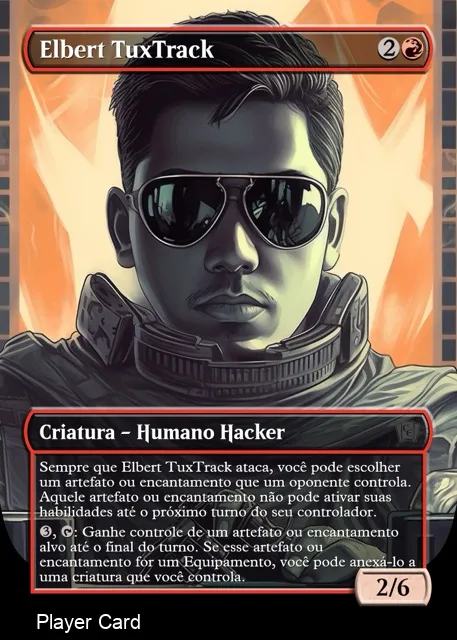 Elbert TuxTrack 2
Criatura – Humano Hacker
Sempre que Elbert TuxTrack ataca, você pode escolher
um artefato ou encantamento que um oponente controla.
Aquele artefato ou encantamento não pode ativar suas
habilidades até o próximo turno do seu controlador.
3, : Ganhe controle de um artefato ou encantamento
alvo até o final do turno. Se esse artefato ou
encantamento for um Equipamento, você pode anexá-lo a
uma criatura que você controla.
2/6
Player Card